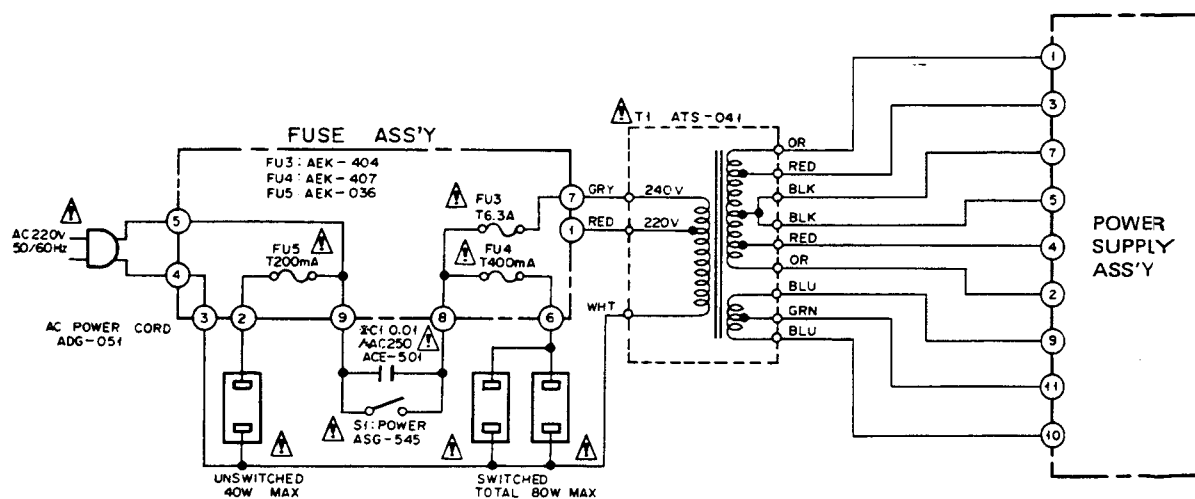 FUSE ASS'Y
FU3: AEK-404
FU4: AEK-407
FU5: AEK-036
AC220V
50/60Hz
AC POWER CORD
ADG-051
5
4
3
2
9
8
6
7
1
FU5
T200mA
FU3
T6.3A
FU4
T400mA
C1 0.01
AC250
ACE-501
S1: POWER
ASG-545
UNSWITCHED
40W MAX
SWITCHED
TOTAL 80W MAX
GRY
RED
WHT
T1 ATS-041
240V
220V
OR
RED
BLK
BLK
RED
OR
BLU
GRN
BLU
1
3
7
5
4
2
9
11
10
POWER
SUPPLY
ASS'Y